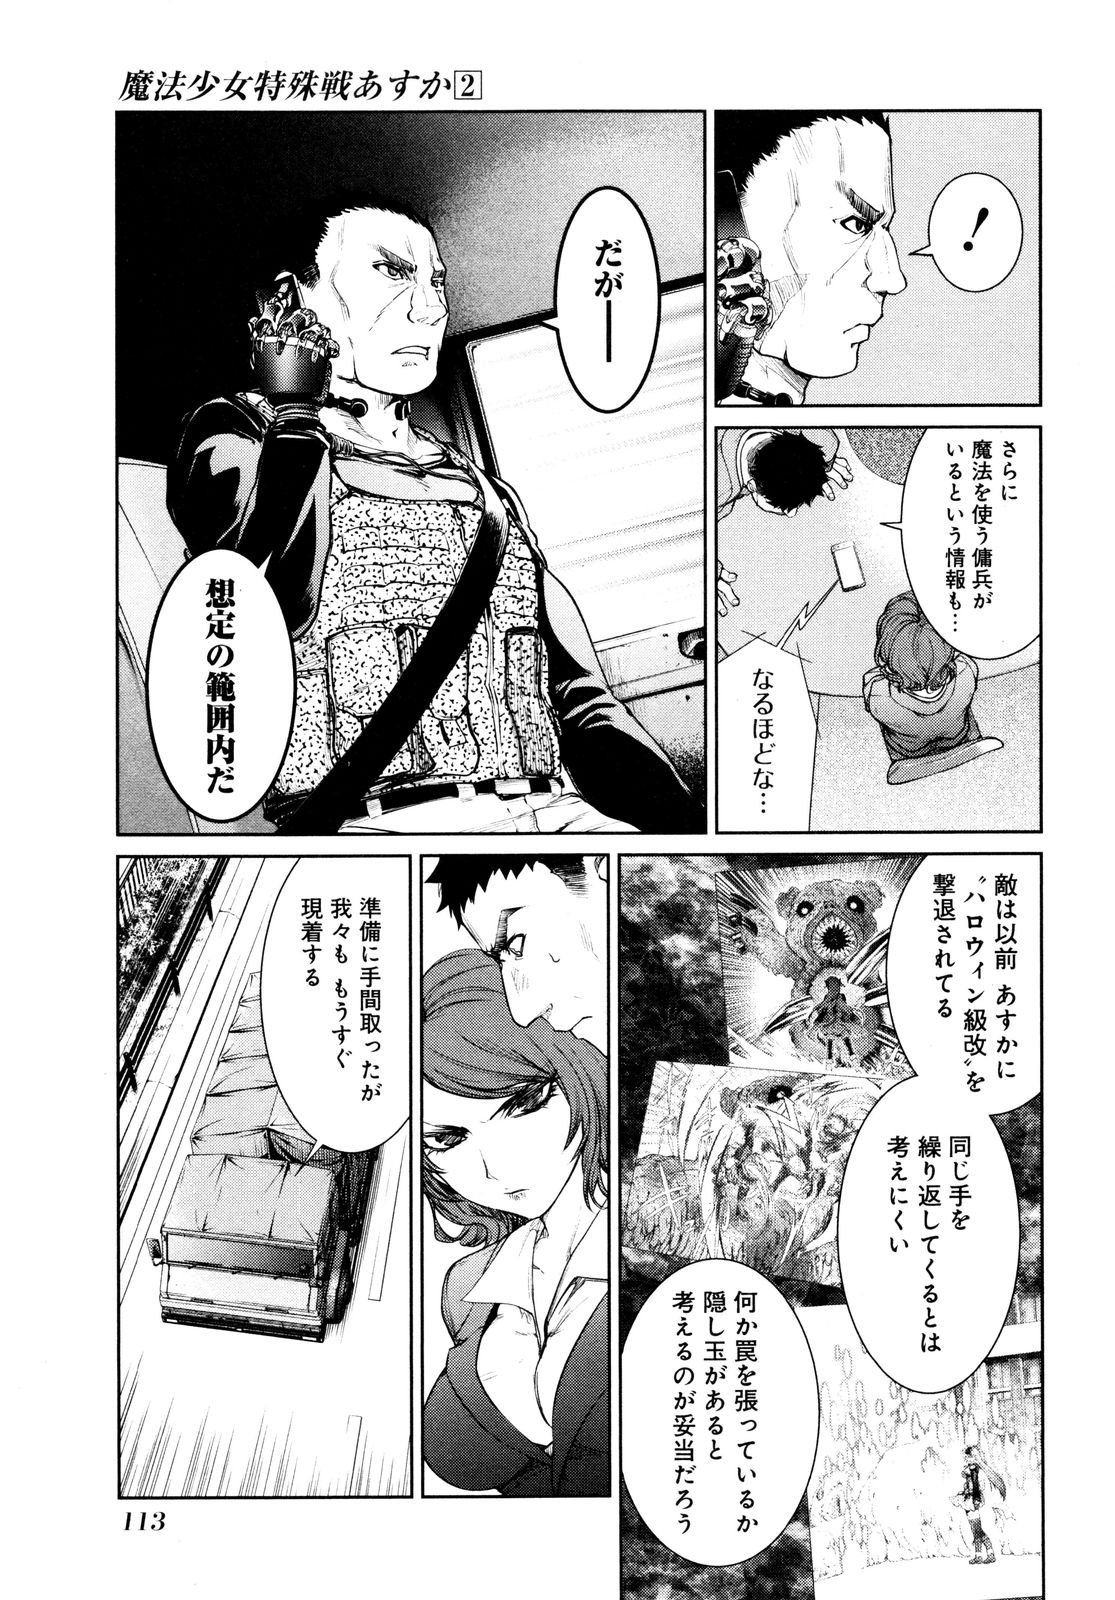 魔法少女特殊戦あすか2
！
さらに
魔法を使う傭兵が
いるという情報も…
なるほどな…
だが──
想定の範囲内だ
敵は以前 あすかに
〝ハロウィン級改〟を
撃退されてる
同じ手を
繰り返してくるとは
考えにくい
何か罠を張っているか
隠し玉があると
考えるのが妥当だろう
準備に手間取ったが
我々も もうすぐ
現着する
113